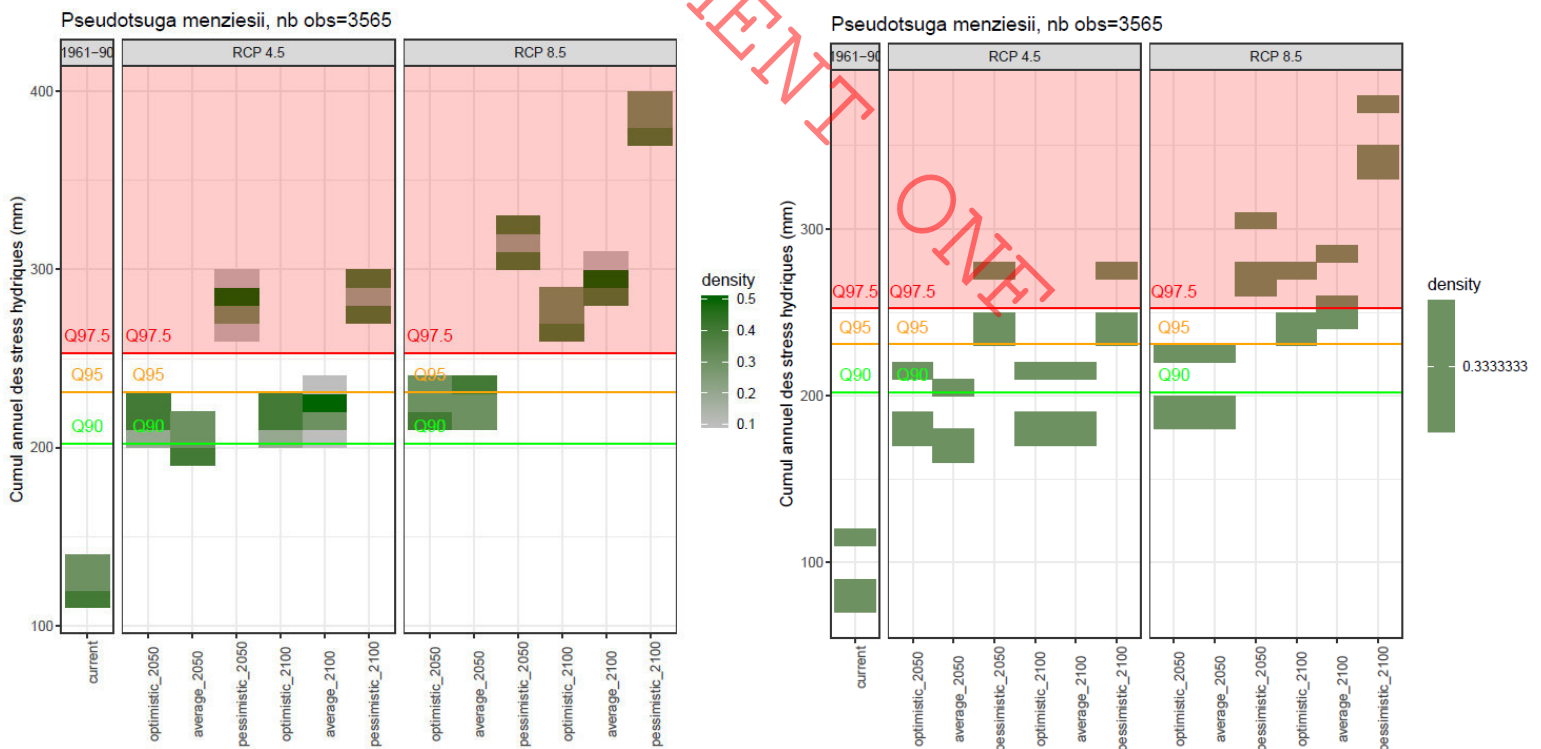 Pseudotsuga menziesii, nb obs=3565
1961−90
RCP 4.5
RCP 8.5
Cumul annuel des stress hydriques (mm)
400
300
200
100
Q97.5
Q95
Q90
Q97.5
Q95
Q90
Q97.5
Q95
Q90
current
optimistic_2050
average_2050
pessimistic_2050
optimistic_2100
average_2100
pessimistic_2100
optimistic_2050
average_2050
pessimistic_2050
optimistic_2100
average_2100
pessimistic_2100
density
0.5
0.4
0.3
0.2
0.1
Pseudotsuga menziesii, nb obs=3565
1961−90
RCP 4.5
RCP 8.5
Cumul annuel des stress hydriques (mm)
300
200
100
Q97.5
Q95
Q90
Q97.5
Q95
Q90
Q97.5
Q95
Q90
current
optimistic_2050
average_2050
pessimistic_2050
optimistic_2100
average_2100
pessimistic_2100
optimistic_2050
average_2050
pessimistic_2050
optimistic_2100
average_2100
pessimistic_2100
density
0.3333333
ENT
ONE